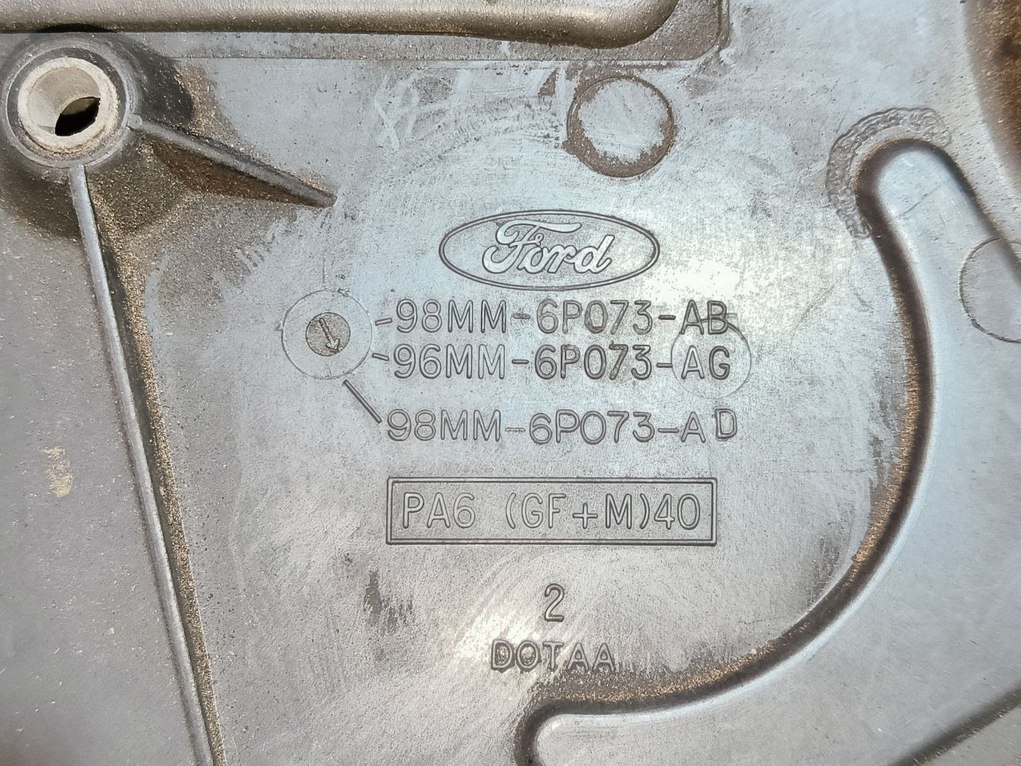 Ford
-98MM-6P073-AB
-96MM-6P073-AG
98MM-6P073-AD
PA6 (GF+M)40
2
DOTAA